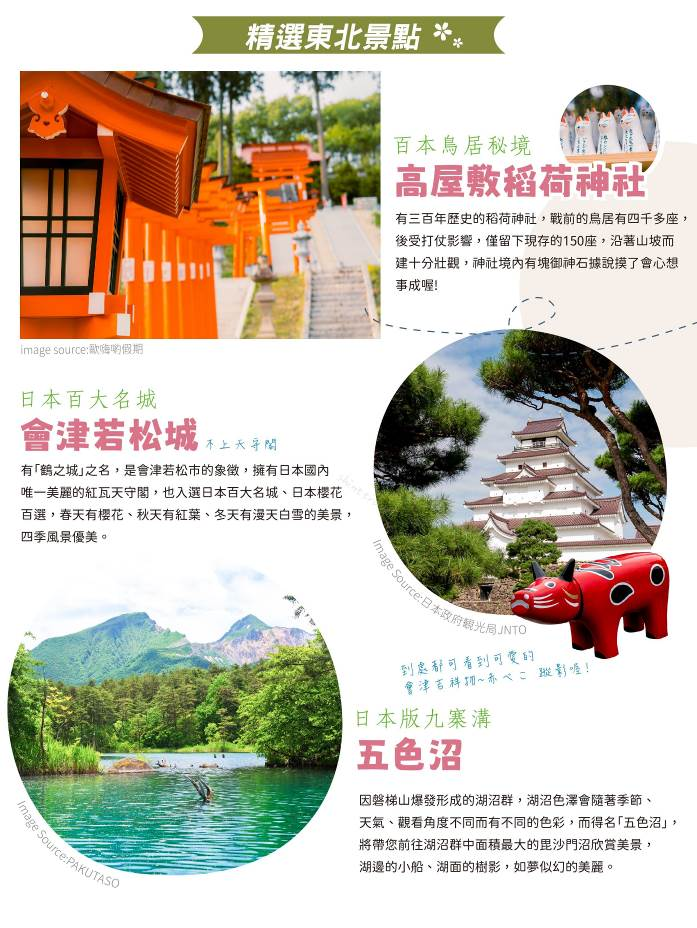 精選東北景點
百本鳥居秘境
高屋敷稻荷神社
有三百年歷史的稻荷神社，戰前的鳥居有四千多座，
後受打仗影響，僅留下現存的150座，沿著山坡而
建十分壯觀，神社境內有塊御神石據說摸了會心想
事成喔!
image source:歐嗨喲假期
日本百大名城
會津若松城
不上天守閣
有「鶴之城」之名，是會津若松市的象徵，擁有日本國內
唯一美麗的紅瓦天守閣，也入選日本百大名城、日本櫻花
百選，春天有櫻花、秋天有紅葉、冬天有漫天白雪的美景，
四季風景優美。
Image Source:日本政府観光局JNTO
到處都可看到可愛的
會津吉祥物~赤べこ 蹤影喔!
日本版九寨溝
五色沼
因磐梯山爆發形成的湖沼群，湖沼色澤會隨著季節、
天氣、觀看角度不同而有不同的色彩，而得名「五色沼」，
將帶您前往湖沼群中面積最大的毘沙門沼欣賞美景，
湖邊的小船、湖面的樹影，如夢似幻的美麗。
Image Source:PAKUTASO